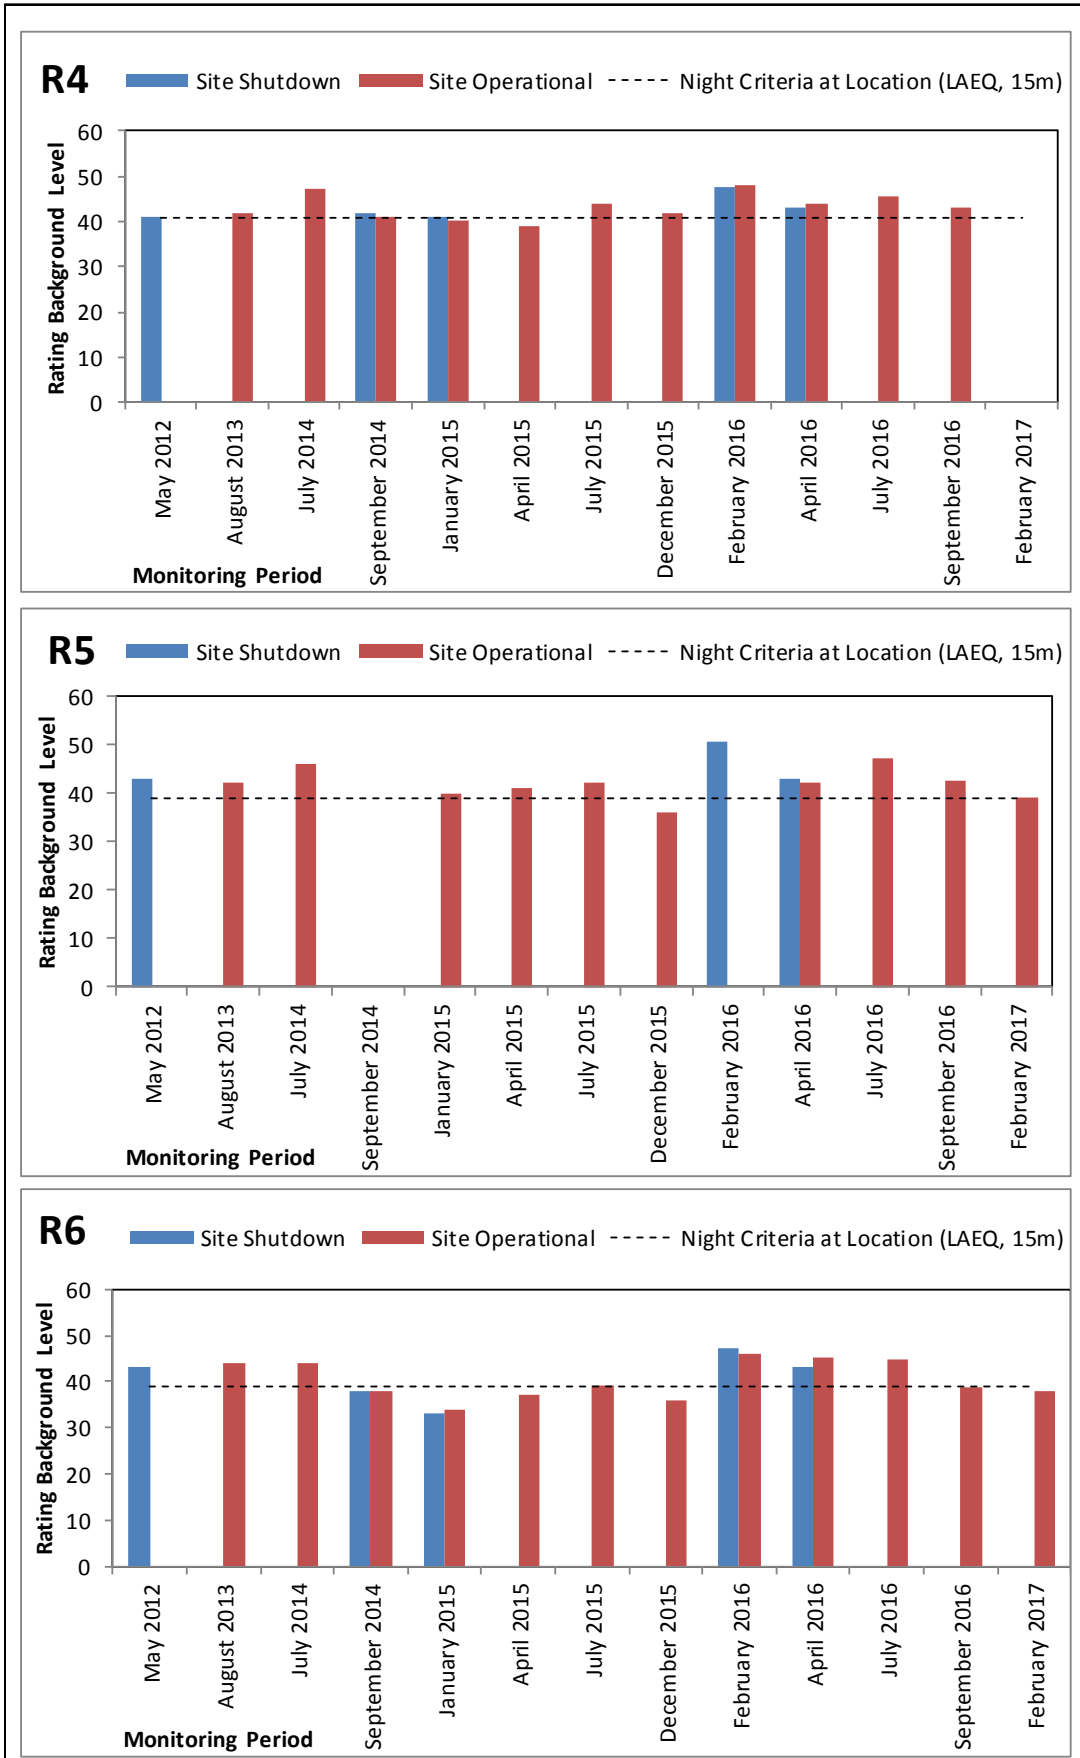 R4 Site Shutdown Site Operational Night Criteria at Location (LAEQ, 15m)
Rating Background Level
60
50
40
30
20
10
0
May 2012
August 2013
July 2014
September 2014
January 2015
April 2015
July 2015
December 2015
February 2016
April 2016
July 2016
September 2016
February 2017
Monitoring Period
R5 Site Shutdown Site Operational Night Criteria at Location (LAEQ, 15m)
Rating Background Level
60
50
40
30
20
10
0
May 2012
August 2013
July 2014
September 2014
January 2015
April 2015
July 2015
December 2015
February 2016
April 2016
July 2016
September 2016
February 2017
Monitoring Period
R6 Site Shutdown Site Operational Night Criteria at Location (LAEQ, 15m)
Rating Background Level
60
50
40
30
20
10
0
May 2012
August 2013
July 2014
September 2014
January 2015
April 2015
July 2015
December 2015
February 2016
April 2016
July 2016
September 2016
February 2017
Monitoring Period